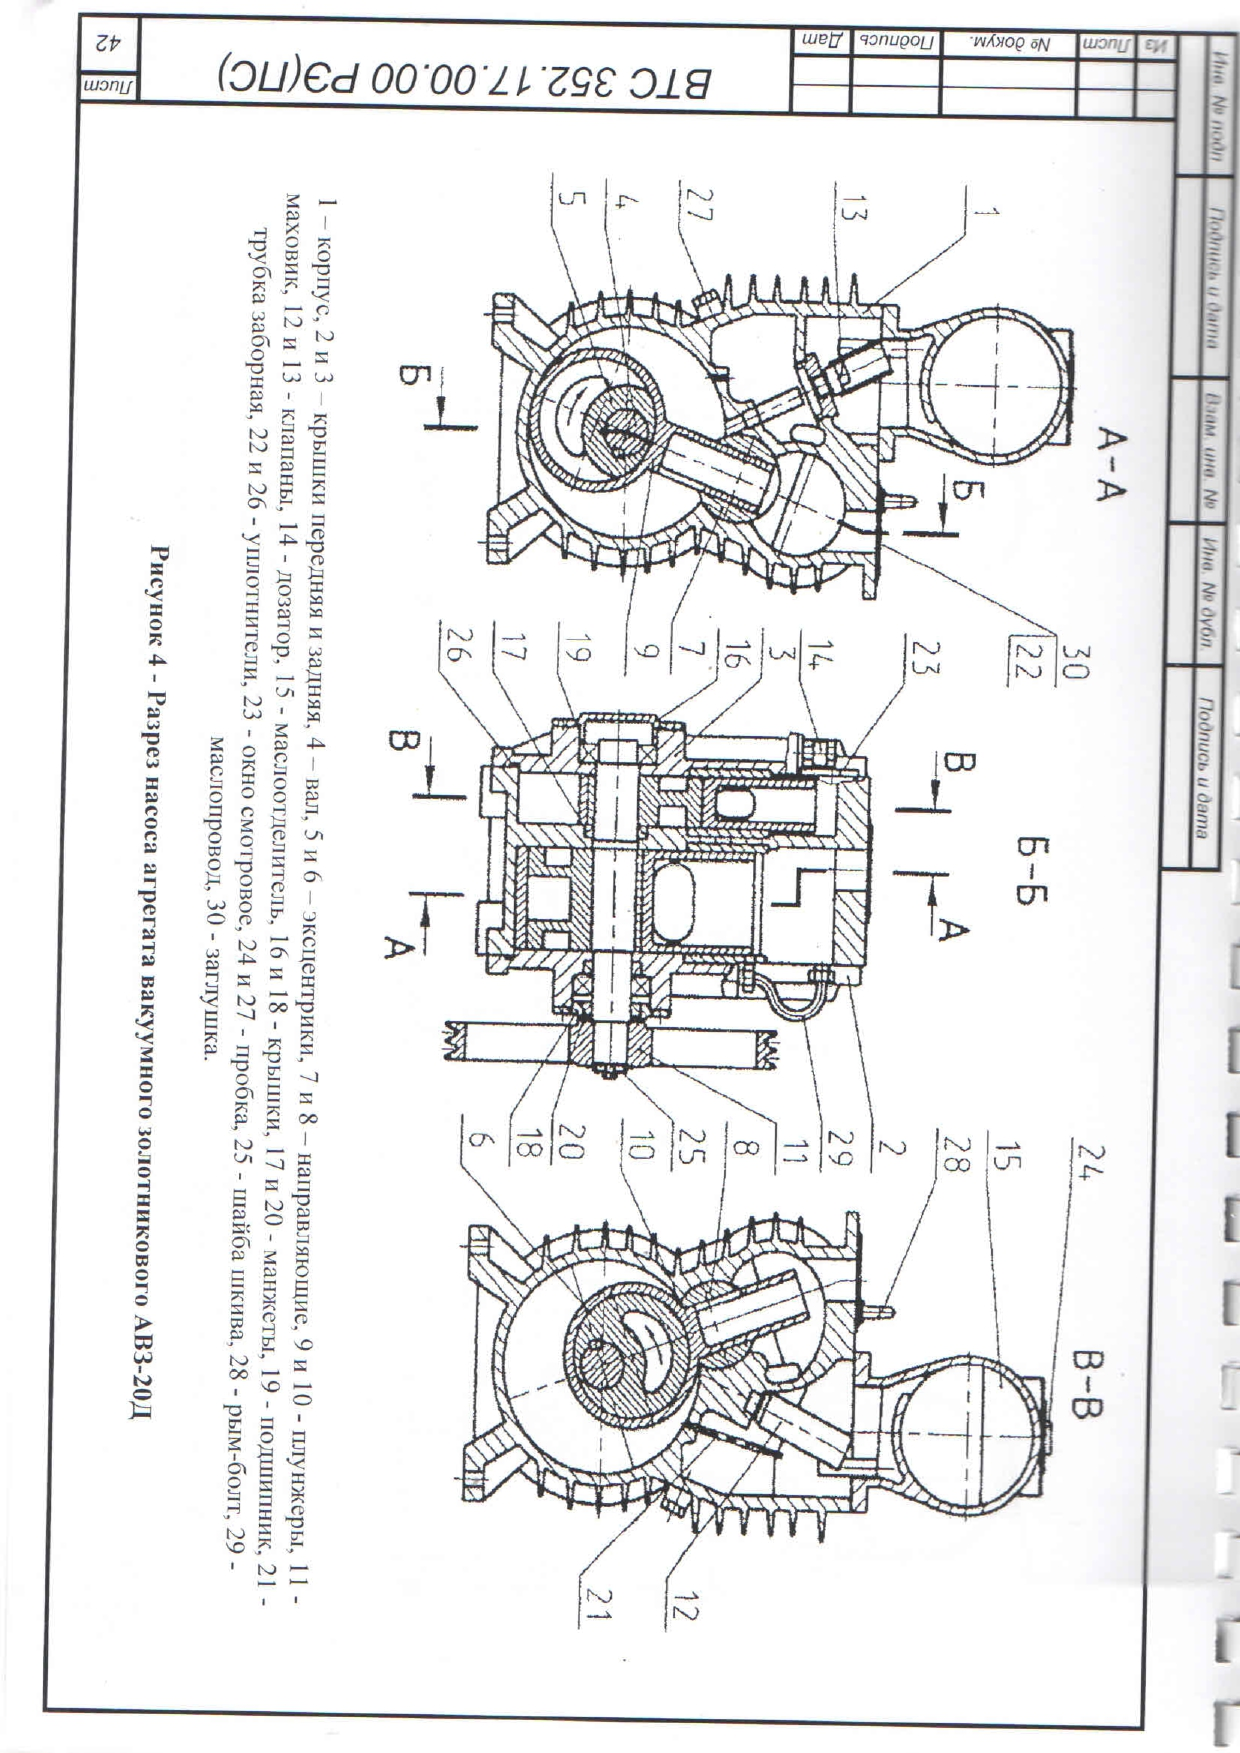 А–А
Б–Б
В–В
1
13
27
4
5
Б
Б
30
22
23
14
3
16
7
9
19
17
26
В
В
А
А
24
15
28
2
29
11
8
25
10
20
18
6
12
21
1 – корпус, 2 и 3 – крышки передняя и задняя, 4 – вал, 5 и 6 – эксцентрики, 7 и 8 – направляющие, 9 и 10 - плунжеры, 11 -
маховик, 12 и 13 - клапаны, 14 - дозатор, 15 - маслоотделитель, 16 и 18 - крышки, 17 и 20 - манжеты, 19 - подшипник, 21 -
трубка заборная, 22 и 26 - уплотнители, 23 - окно смотровое, 24 и 27 - пробка, 25 - шайба шкива, 28 - рым-болт, 29 -
маслопровод, 30 - заглушка.
Рисунок 4 - Разрез насоса агрегата вакуумного золотникового АВЗ-20Д
Инв. № подп
Подпись и дата
Взам. инв. №
Инв. № дубл.
Подпись и дата
Из
Лист
№ докум.
Подпись
Дат
ВТС 352.17.00.00 РЭ(ПС)
Лист
42